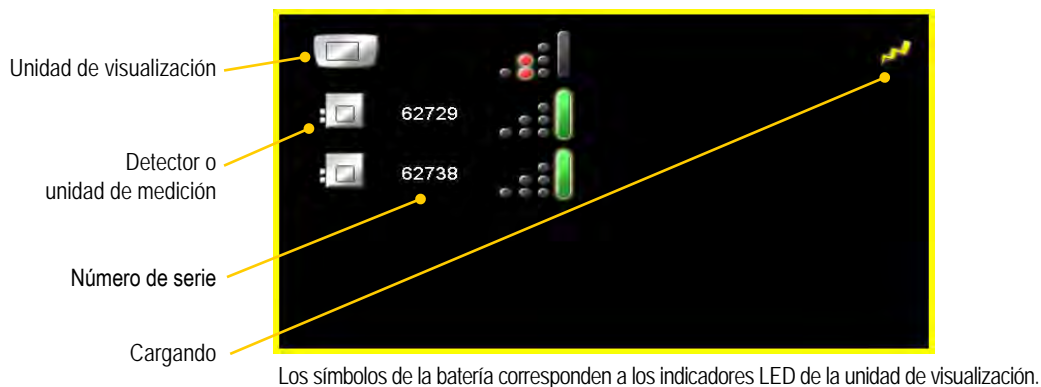 Unidad de visualización
62729
Detector o
unidad de medición
62738
Número de serie
Cargando
Los símbolos de la batería corresponden a los indicadores LED de la unidad de visualización.